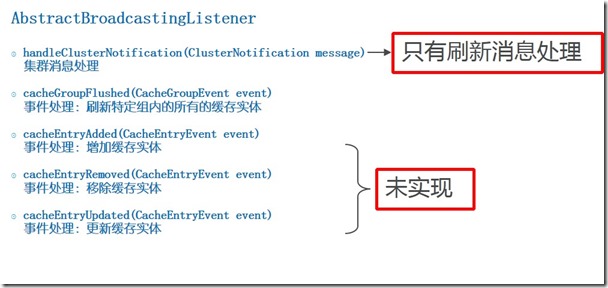 AbstractBroadcastingListener
handleClusterNotification(ClusterNotification message)
集群消息处理
只有刷新消息处理
cacheGroupFlushed(CacheGroupEvent event)
事件处理: 刷新特定组内的所有的缓存实体
cacheEntryAdded(CacheEntryEvent event)
事件处理: 增加缓存实体
cacheEntryRemoved(CacheEntryEvent event)
事件处理: 移除缓存实体
未实现
cacheEntryUpdated(CacheEntryEvent event)
事件处理: 更新缓存实体